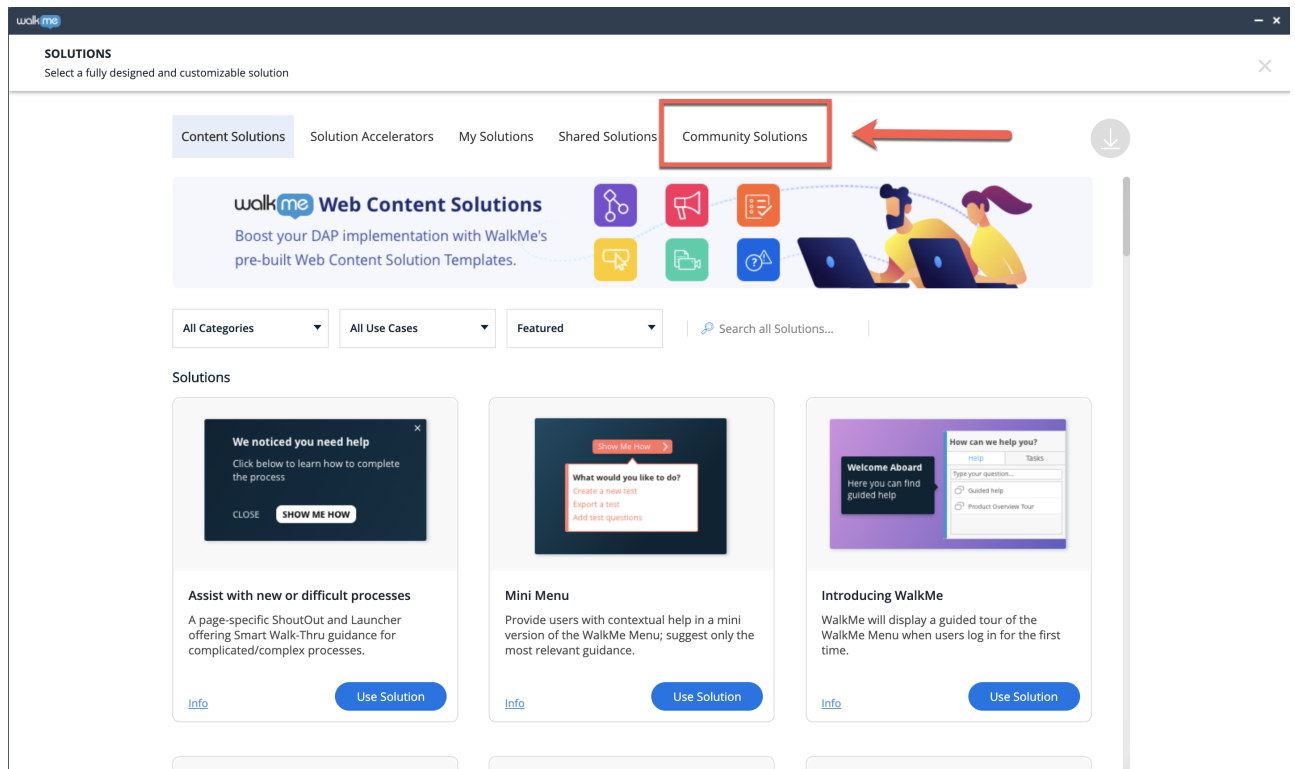 walkme
SOLUTIONS
Select a fully designed and customizable solution
Content Solutions
Solution Accelerators
My Solutions
Shared Solutions
Community Solutions
walkme Web Content Solutions
Boost your DAP implementation with WalkMe's
pre-built Web Content Solution Templates.
All Categories
All Use Cases
Featured
Search all Solutions...
Solutions
We noticed you need help
Click below to learn how to complete
the process
CLOSE
SHOW ME HOW
Assist with new or difficult processes
A page-specific ShoutOut and Launcher
offering Smart Walk-Thru guidance for
complicated/complex processes.
Info
Use Solution
Show Me How
What would you like to do?
Create a new test
Export a test
Add test questions
Mini Menu
Provide users with contextual help in a mini
version of the WalkMe Menu; suggest only the
most relevant guidance.
Info
Use Solution
Welcome Aboard
Here you can find
guided help
How can we help you?
Help
Tasks
Type your question...
Guided help
Product Overview Tour
Introducing WalkMe
WalkMe will display a guided tour of the
WalkMe Menu when users log in for the first
time.
Info
Use Solution